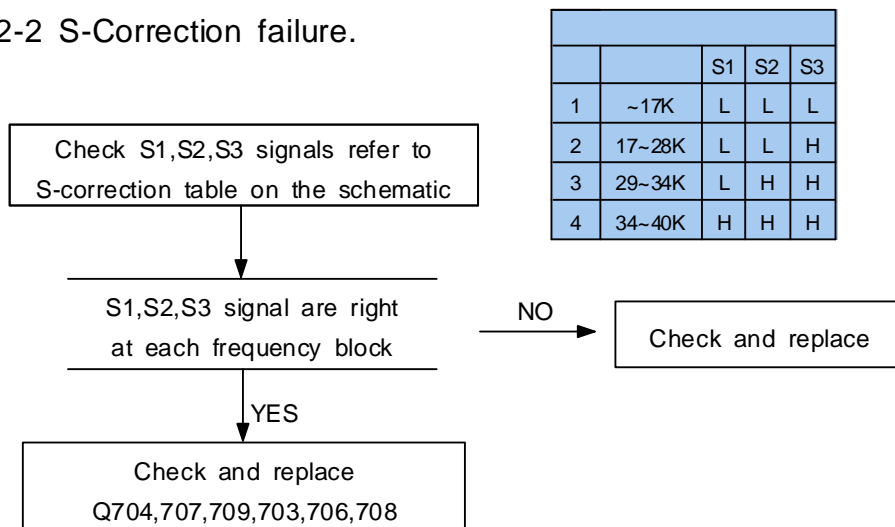 2-2 S-Correction failure.
S1 S2 S3
1 ~17K L L L
2 17~28K L L H
3 29~34K L H H
4 34~40K H H H
Check S1,S2,S3 signals refer to
S-correction table on the schematic
S1,S2,S3 signal are right
at each frequency block
NO
Check and replace
YES
Check and replace
Q704,707,709,703,706,708